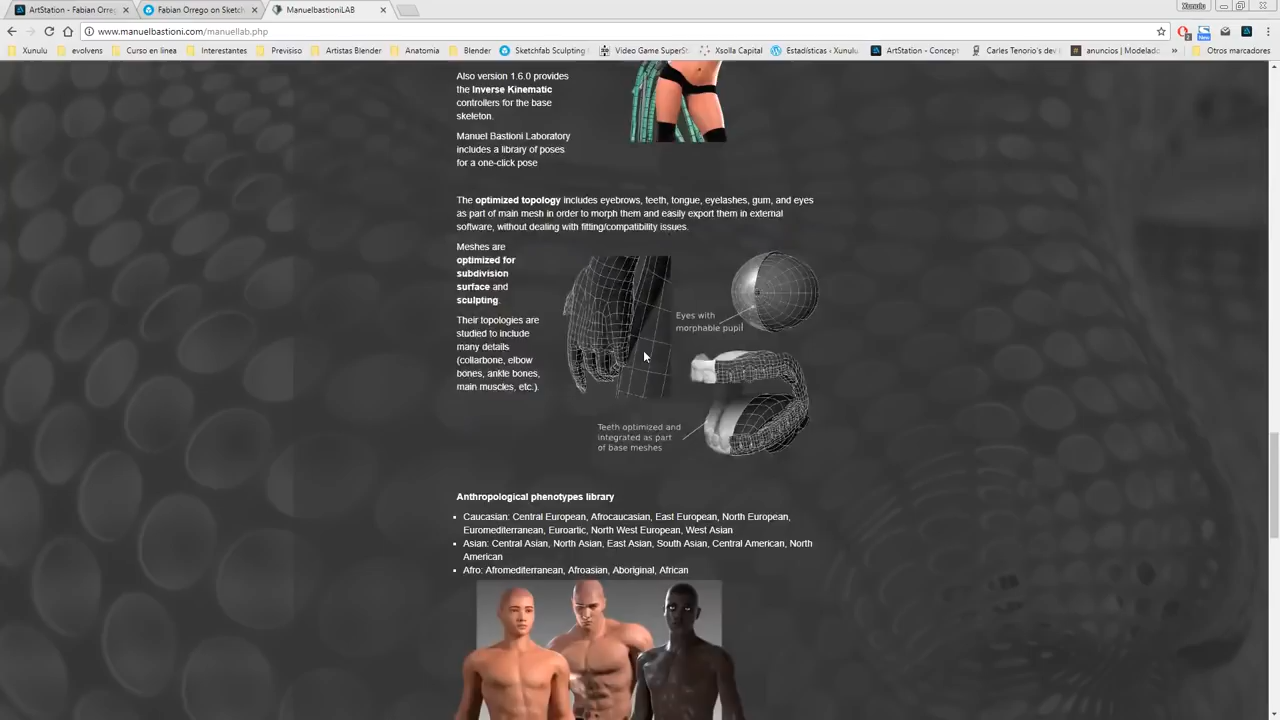 ArtStation - Fabian Orreg
Fabian Orrego on Sketch
ManuelbastioniLAB
Xunulu
www.manuelbastioni.com/manuellab.php
Xunulu
evolvens
Curso en linea
Interestantes
Previsiso
Artistas Blender
Anatomia
Blender
Sketchfab Sculpting
Video Game SuperSt
Xsolla Capital
Estadísticas ‹ Xunulu
ArtStation - Concept
Carles Tenorio's dev
anuncios | Modelado
»
Otros marcadores
Also version 1.6.0 provides
the Inverse Kinematic
controllers for the base
skeleton.
Manuel Bastioni Laboratory
includes a library of poses
for a one-click pose
The optimized topology includes eyebrows, teeth, tongue, eyelashes, gum, and eyes
as part of main mesh in order to morph them and easily export them in external
software, without dealing with fitting/compatibility issues.
Meshes are
optimized for
subdivision
surface and
sculpting.
Their topologies are
studied to include
many details
(collarbone, elbow
bones, ankle bones,
main muscles, etc.).
Eyes with
morphable pupil
Teeth optimized and
integrated as part
of base meshes
Anthropological phenotypes library
Caucasian: Central European, Afrocaucasian, East European, North European,
Euromediterranean, Euroartic, North West European, West Asian
Asian: Central Asian, North Asian, East Asian, South Asian, Central American, North
American
Afro: Afromediterranean, Afroasian, Aboriginal, African